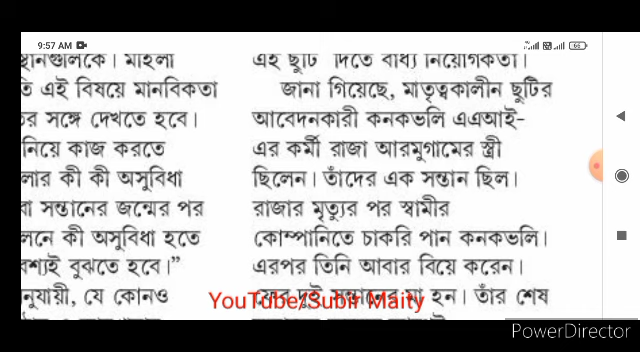 9:57 AM
66
স্থানগুলিকে। মহিলা
তি এই বিষয়ে মানবিকতা
র সঙ্গে দেখতে হবে।
নিয়ে কাজ করতে
লার কী কী অসুবিধা
বা সন্তানের জন্মের পর
লনে কী অসুবিধা হতে
বশ্যই বুঝতে হবে।”
নুযায়ী, যে কোনও
এই ছুটি দিতে বাধ্য নিয়োগকর্তা।
জানা গিয়েছে, মাতৃত্বকালীন ছুটির
আবেদনকারী কনকভলি এএআই-
এর কর্মী রাজা আরমুগামের স্ত্রী
ছিলেন। তাঁদের এক সন্তান ছিল।
রাজার মৃত্যুর পর স্বামীর
কোম্পানিতে চাকরি পান কনকভলি।
এরপর তিনি আবার বিয়ে করেন।
ফের দুই সন্তানের মা হন। তাঁর শেষ
YouTube/Subir Maity
PowerDirector